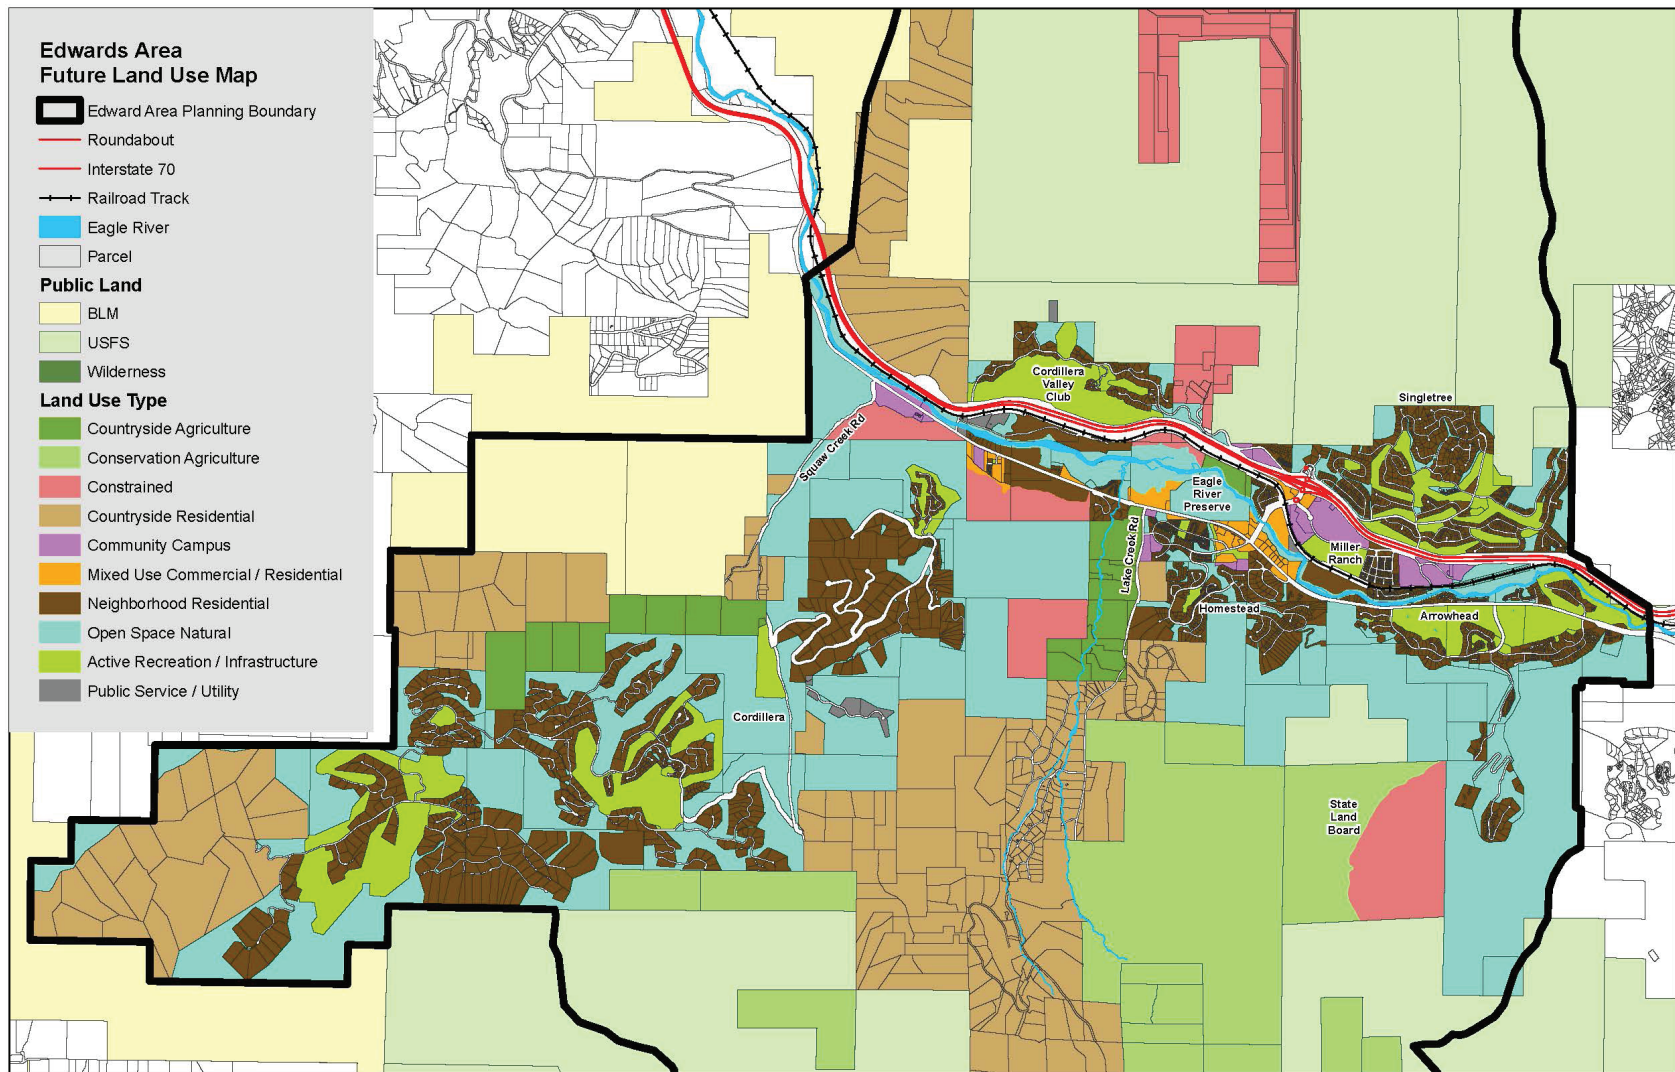 Edwards Area
Future Land Use Map
Edward Area Planning Boundary
Roundabout
Interstate 70
Railroad Track
Eagle River
Parcel
Public Land
BLM
USFS
Wilderness
Land Use Type
Countryside Agriculture
Conservation Agriculture
Constrained
Countryside Residential
Community Campus
Mixed Use Commercial / Residential
Neighborhood Residential
Open Space Natural
Active Recreation / Infrastructure
Public Service / Utility
Cordillera
Valley
Club
Singletree
Squaw Creek Rd
Eagle
River
Preserve
Lake Creek Rd
Miller
Ranch
Homestead
Arrowhead
Cordillera
State
Land
Board